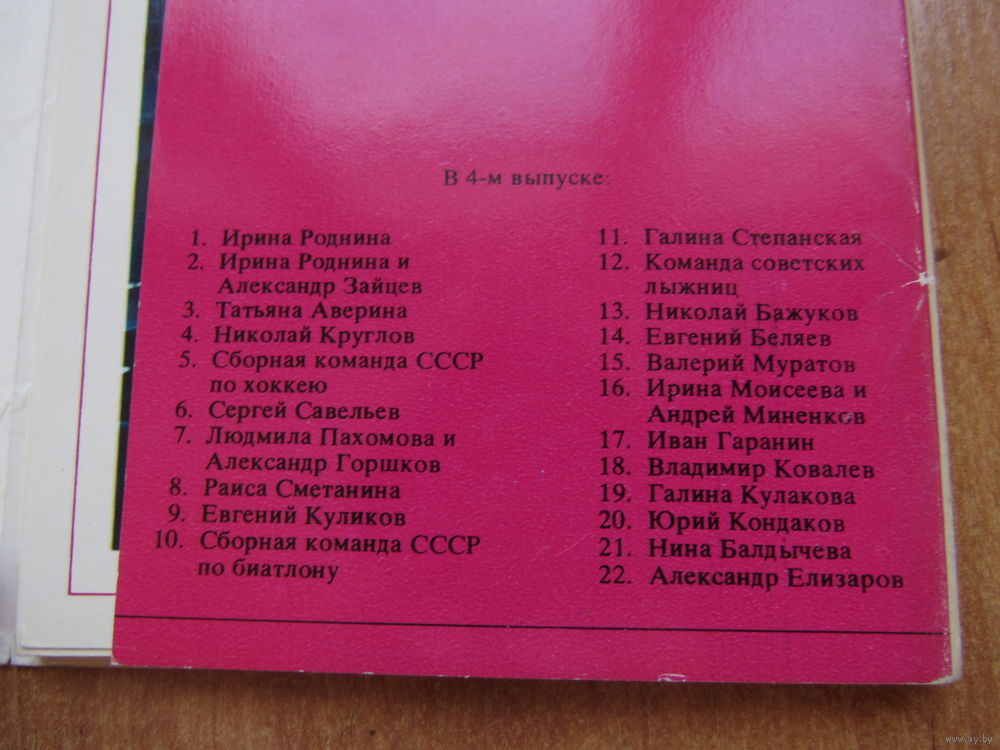 В 4-м выпуске:
1. Ирина Роднина
2. Ирина Роднина и
Александр Зайцев
3. Татьяна Аверина
4. Николай Круглов
5. Сборная команда СССР
по хоккею
6. Сергей Савельев
7. Людмила Пахомова и
Александр Горшков
8. Раиса Сметанина
9. Евгений Куликов
10. Сборная команда СССР
по биатлону
11. Галина Степанская
12. Команда советских
лыжниц
13. Николай Бажуков
14. Евгений Беляев
15. Валерий Муратов
16. Ирина Моисеева и
Андрей Миненков
17. Иван Гаранин
18. Владимир Ковалев
19. Галина Кулакова
20. Юрий Кондаков
21. Нина Балдычева
22. Александр Елизаров
www.ay.by